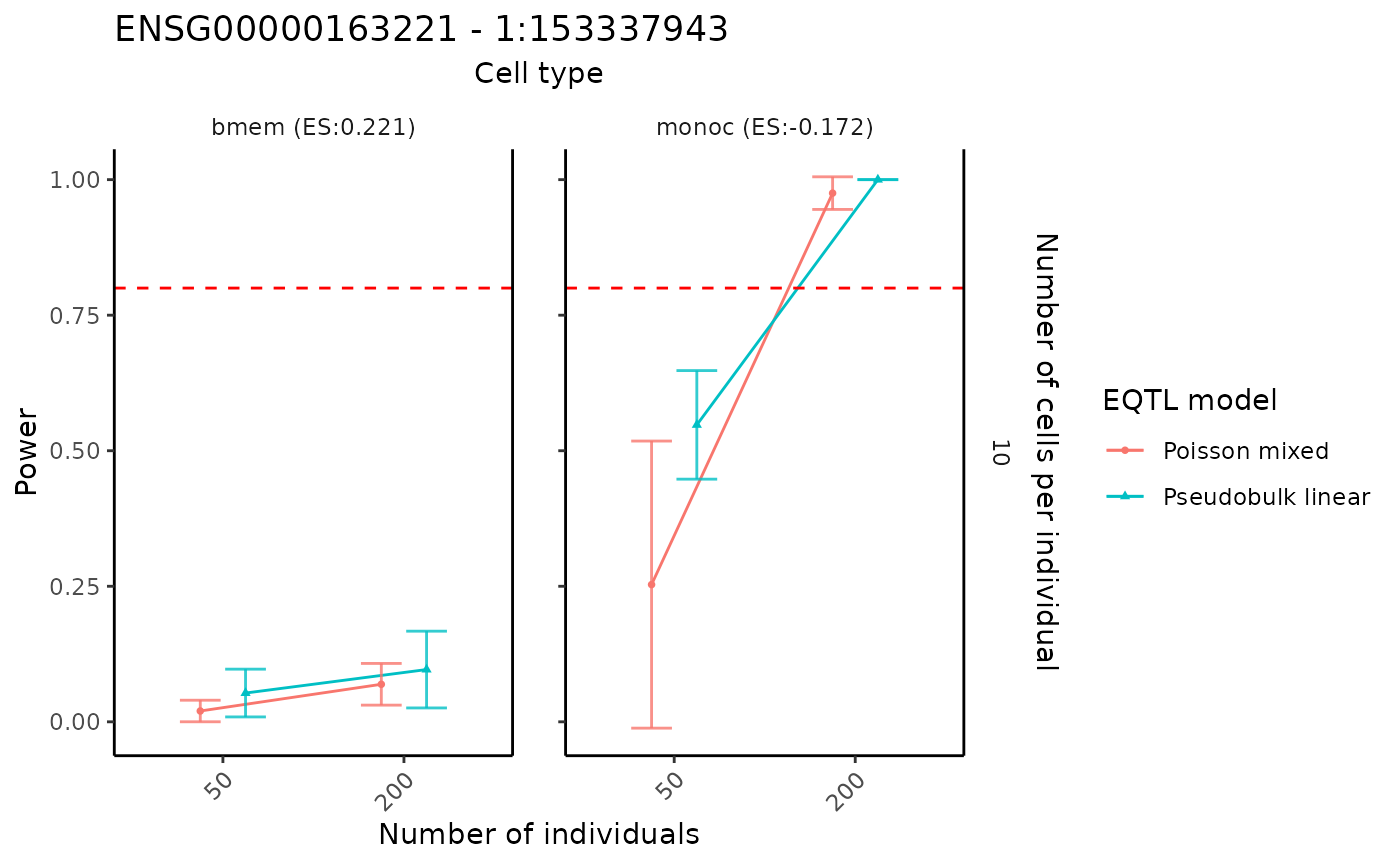 ENSG00000163221 - 1:153337943
Cell type
bmem (ES:0.221)
monoc (ES:-0.172)
1.00
0.75
0.50
0.25
0.00
Power
50
200
50
200
Number of individuals
10
Number of cells per individual
EQTL model
Poisson mixed
Pseudobulk linear